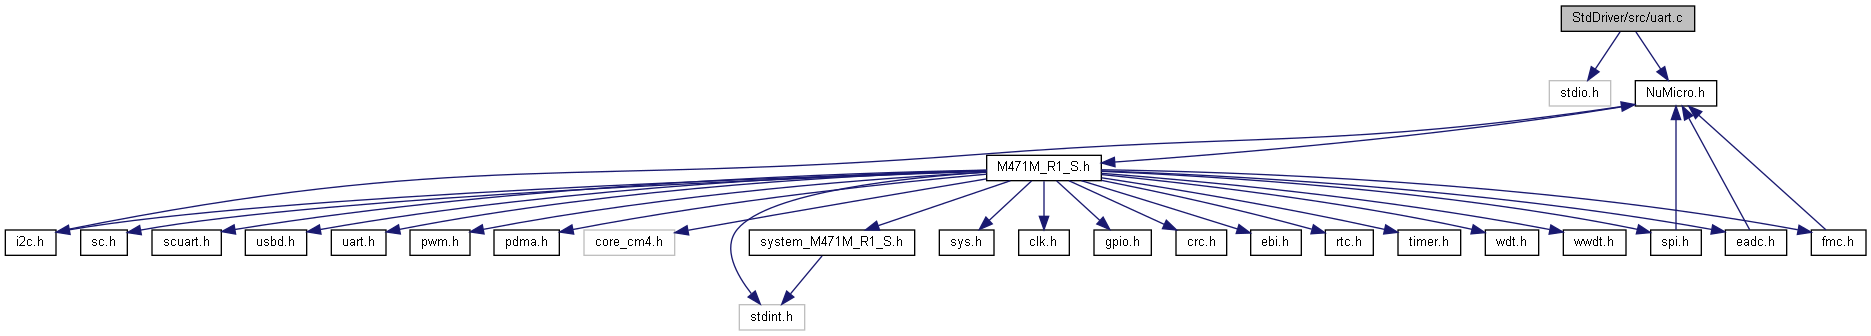 StdDriver/src/uart.c
stdio.h
NuMicro.h
M471M_R1_S.h
i2c.h
sc.h
scuart.h
usbd.h
uart.h
pwm.h
pdma.h
core_cm4.h
system_M471M_R1_S.h
sys.h
clk.h
gpio.h
crc.h
ebi.h
rtc.h
timer.h
wdt.h
wwdt.h
spi.h
eadc.h
fmc.h
stdint.h